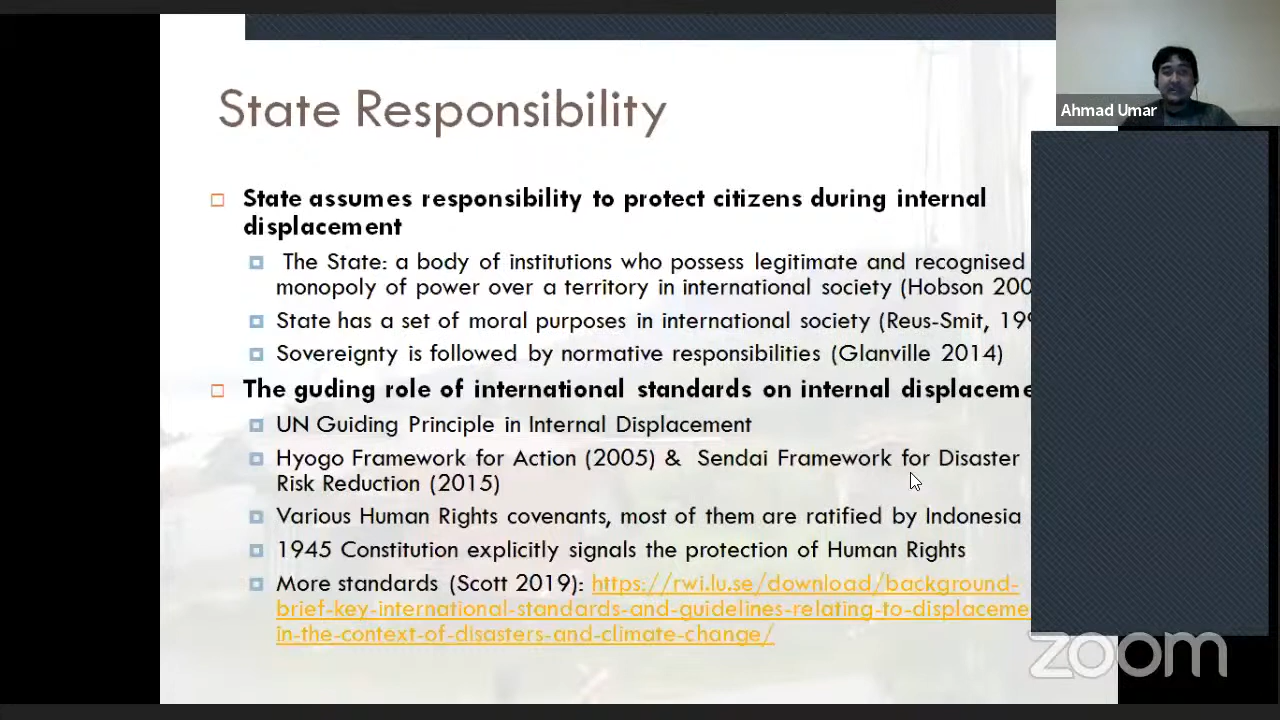 State Responsibility
Ahmad Umar
State assumes responsibility to protect citizens during internal
displacement
The State: a body of institutions who possess legitimate and recognised
monopoly of power over a territory in international society (Hobson
State has a set of moral purposes in international society (Reus-Smit,
Sovereignty is followed by normative responsibilities (Glanville 2014)
The guding role of international standards on internal
UN Guiding Principle in Internal Displacement
Hyogo Framework for Action (2005) & Sendai Framework for Disaster
Risk Reduction (2015)
Various Human Rights covenants, most of them are ratified by Indonesia
1945 Constitution explicitly signals the protection of Human Rights
More standards (Scott 2019): https://rwi.lu.se/download/background-
brief-key-international-standards-and-guidelines-relating-to-displaceme
in-the-context-of-disasters-and-climate-change/
zoom